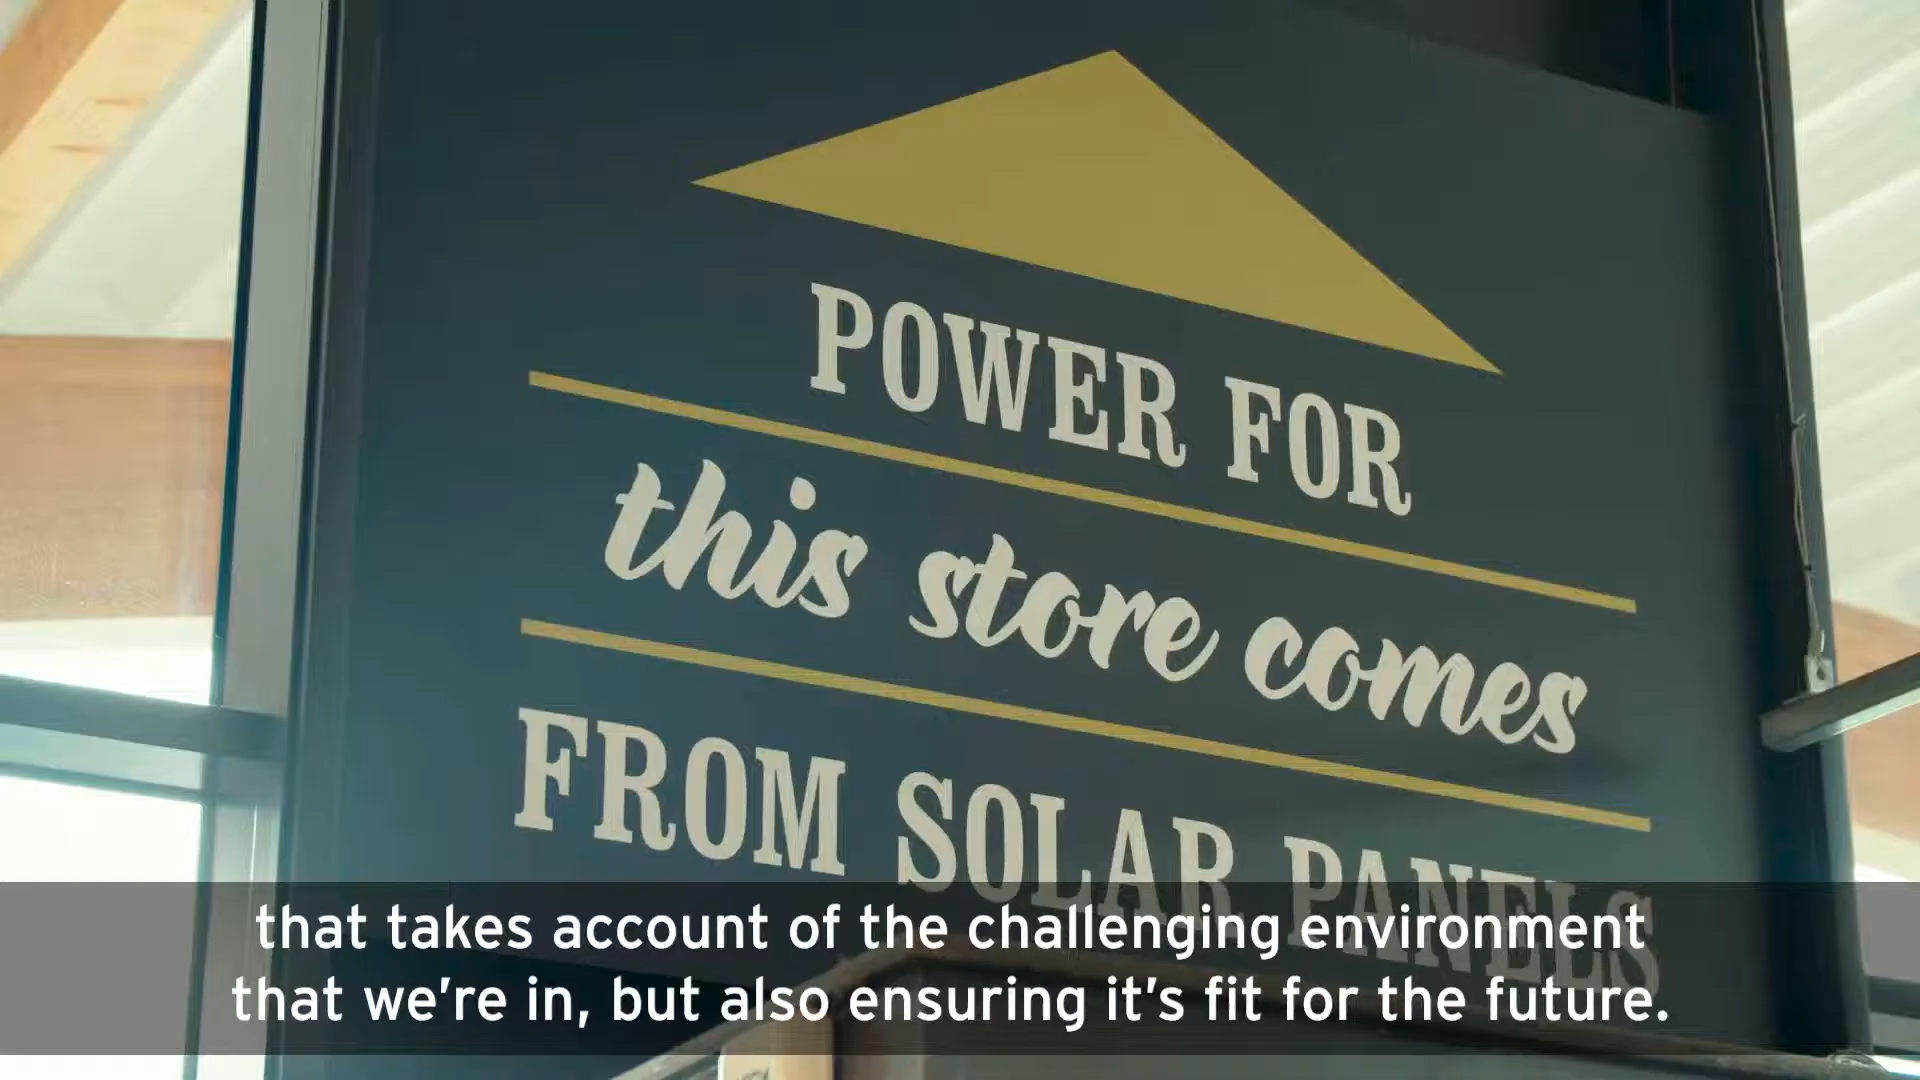 POWER FOR
this store comes
FROM SOLAR PANELS
that takes account of the challenging environment
that we're in, but also ensuring it's fit for the future.